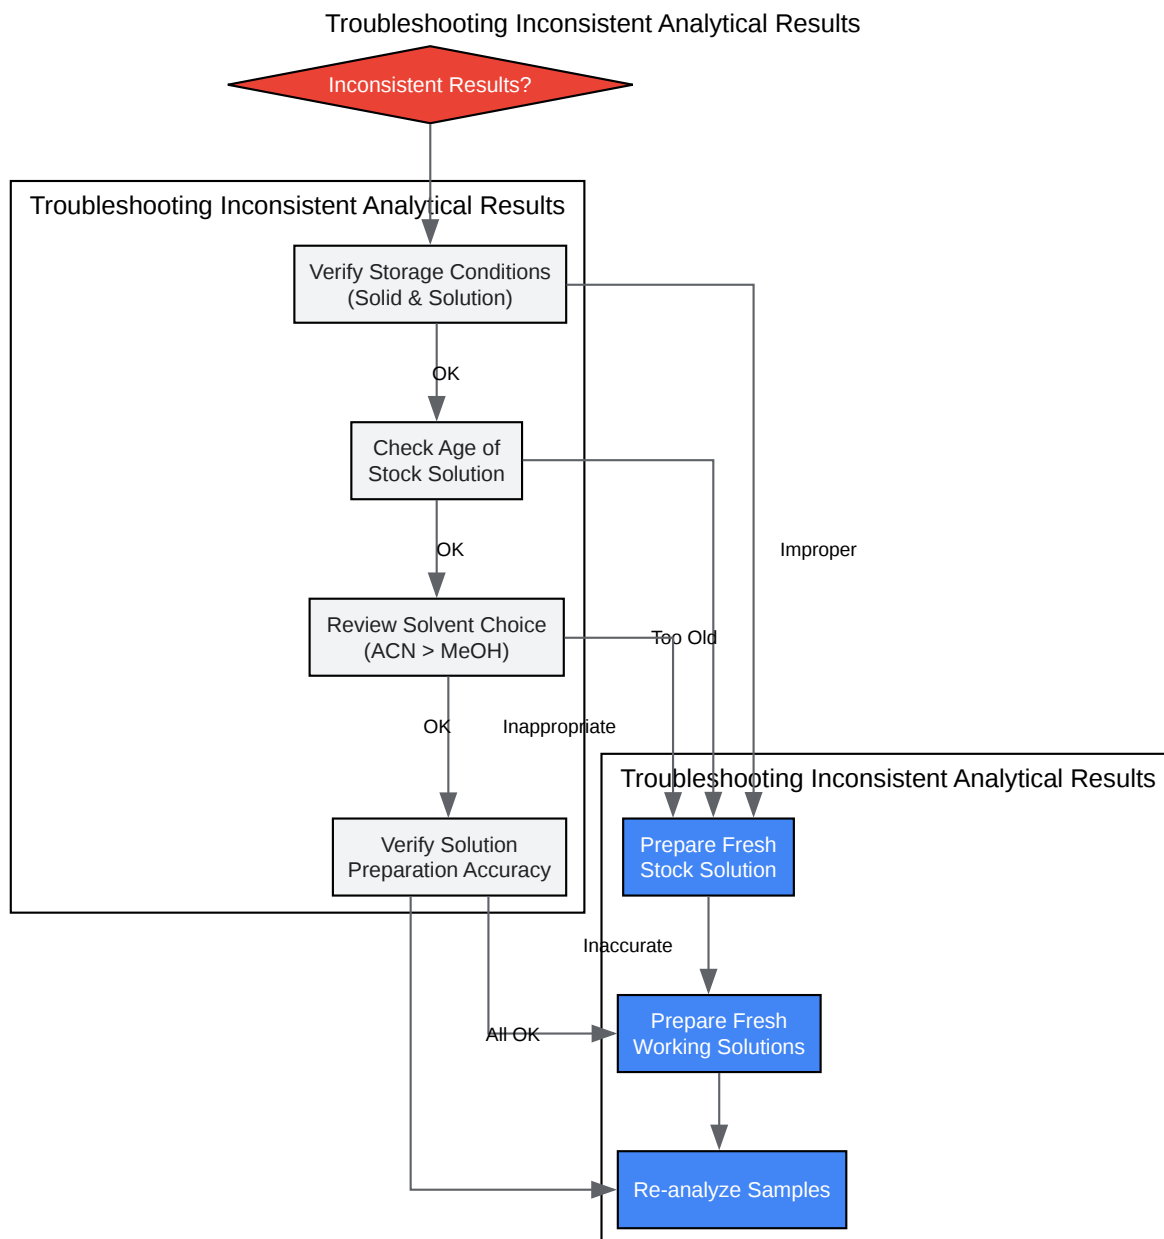 Troubleshooting Inconsistent Analytical Results
Inconsistent Results?
Troubleshooting Inconsistent Analytical Results
Verify Storage Conditions
(Solid & Solution)
OK
Check Age of
Stock Solution
OK
Improper
Review Solvent Choice
(ACN > MeOH)
Too Old
OK
Inappropriate
Troubleshooting Inconsistent Analytical Results
Verify Solution
Preparation Accuracy
Prepare Fresh
Stock Solution
Inaccurate
Prepare Fresh
Working Solutions
All OK
Re-analyze Samples